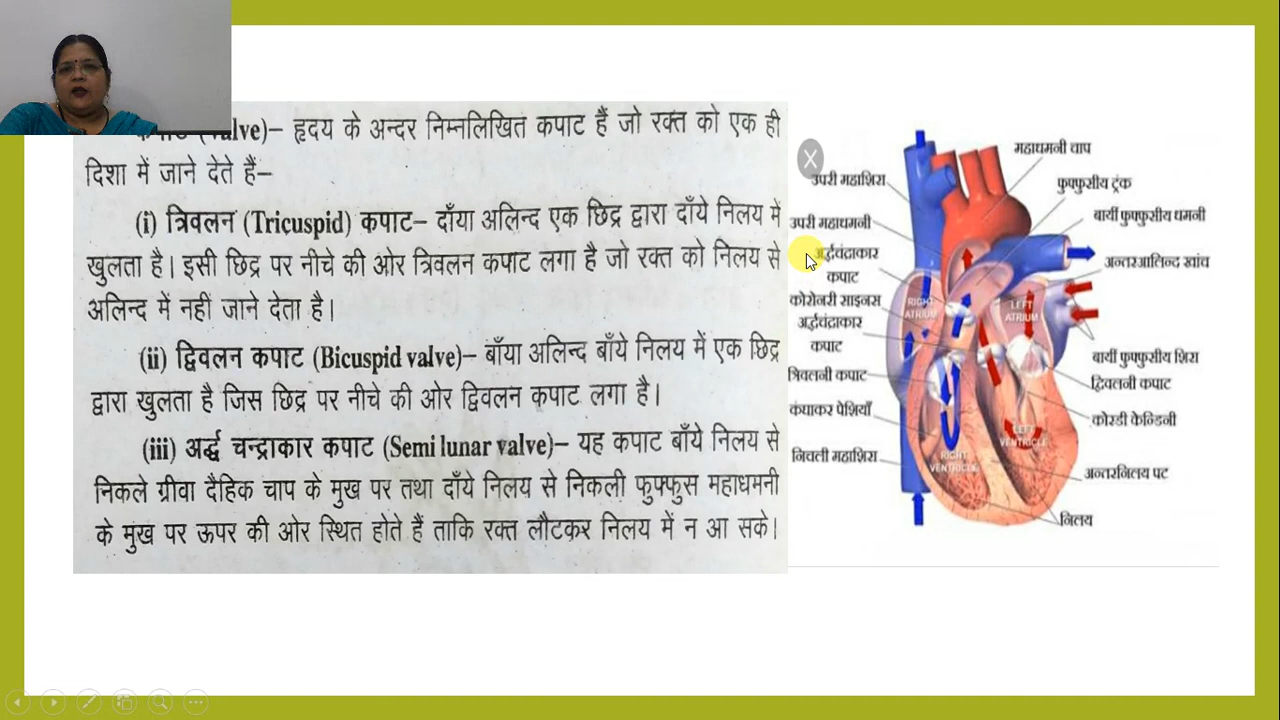 (Valve)– हृदय के अन्दर निम्नलिखित कपाट हैं जो रक्त को एक ही
दिशा में जाने देते हैं–
(i) त्रिवलन (Tricuspid) कपाट– दाँया अलिन्द एक छिद्र द्वारा दाँये निलय में
खुलता है। इसी छिद्र पर नीचे की ओर त्रिवलन कपाट लगा है जो रक्त को निलय से
अलिन्द में नहीं जाने देता है।
(ii) द्विवलन कपाट (Bicuspid valve)– बाँया अलिन्द बाँये निलय में एक छिद्र
द्वारा खुलता है जिस छिद्र पर नीचे की ओर द्विवलन कपाट लगा है।
(iii) अर्द्ध चन्द्राकार कपाट (Semi lunar valve)– यह कपाट बाँये निलय से
निकले ग्रीवा दैहिक चाप के मुख पर तथा दाँये निलय से निकली फुफ्फुस महाधमनी
के मुख पर ऊपर की ओर स्थित होते हैं ताकि रक्त लौटकर निलय में न आ सके।
X
उपरी महाशिरा
उपरी महाधमनी
अर्द्धचंद्राकार
कपाट
कोरोनरी साइनस
अर्द्धचंद्राकार
कपाट
त्रिवलनी कपाट
कंघाकर पेशियाँ
निचली महाशिरा
RIGHT
ATRIUM
LEFT
ATRIUM
RIGHT
VENTRICLE
LEFT
VENTRICLE
महाधमनी चाप
फुफ्फुसीय ट्रंक
बायीं फुफ्फुसीय धमनी
अन्तरआलिन्द खांच
बायीं फुफ्फुसीय शिरा
द्विवलनी कपाट
कोरडी केन्डिनी
अन्तरनिलय पट
निलय